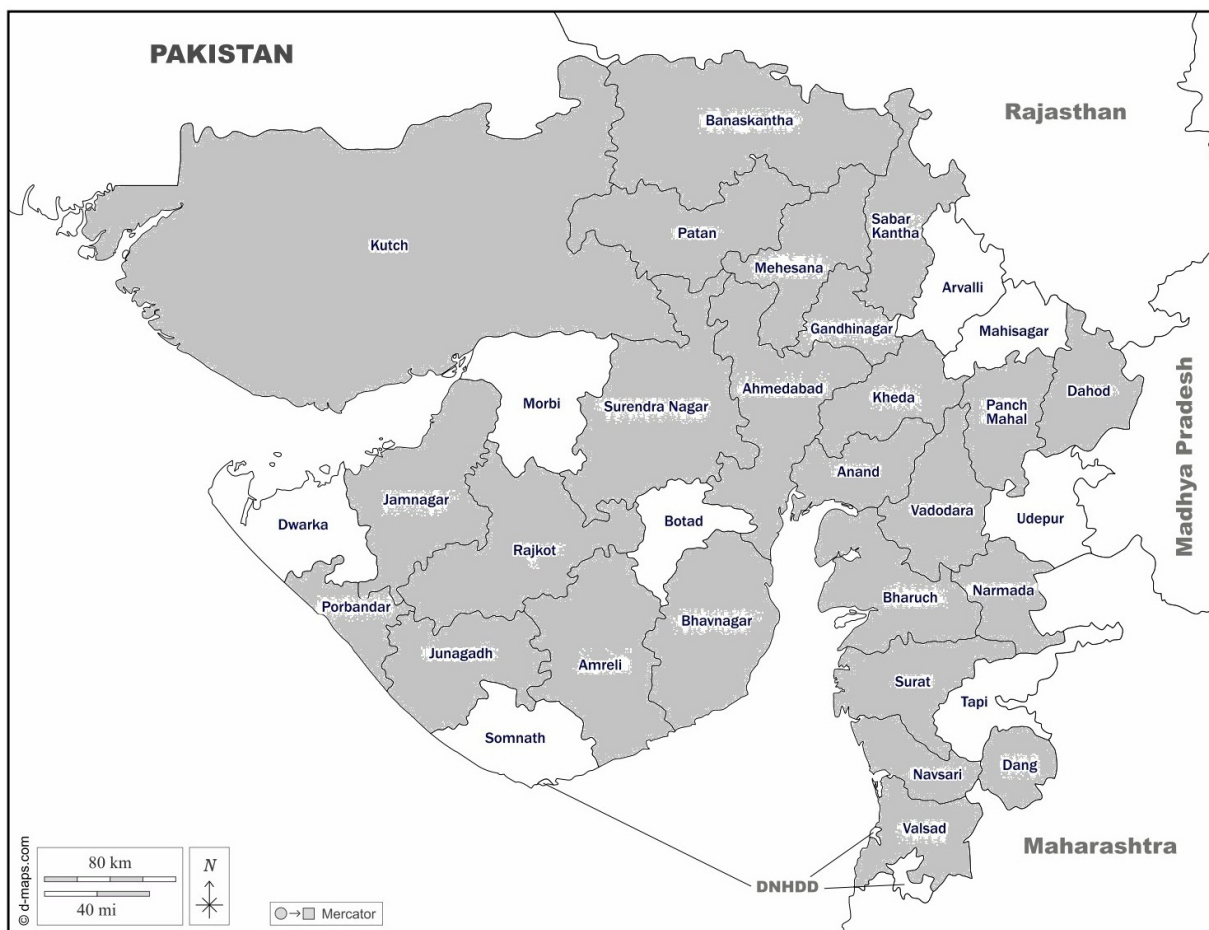 PAKISTAN
Rajasthan
Banaskantha
Patan
Sabar
Kantha
Kutch
Mehesana
Arvalli
Gandhinagar
Mahisagar
Morbi
Surendra Nagar
Ahmedabad
Kheda
Panch
Mahal
Dahod
Madhya Pradesh
Jamnagar
Anand
Dwarka
Botad
Vadodara
Udepur
Rajkot
Porbandar
Bharuch
Narmada
Bhavnagar
Junagadh
Amreli
Surat
Tapi
Somnath
Navsari
Dang
Valsad
Maharashtra
DNHDD
© d-maps.com
80 km
40 mi
N
Mercator